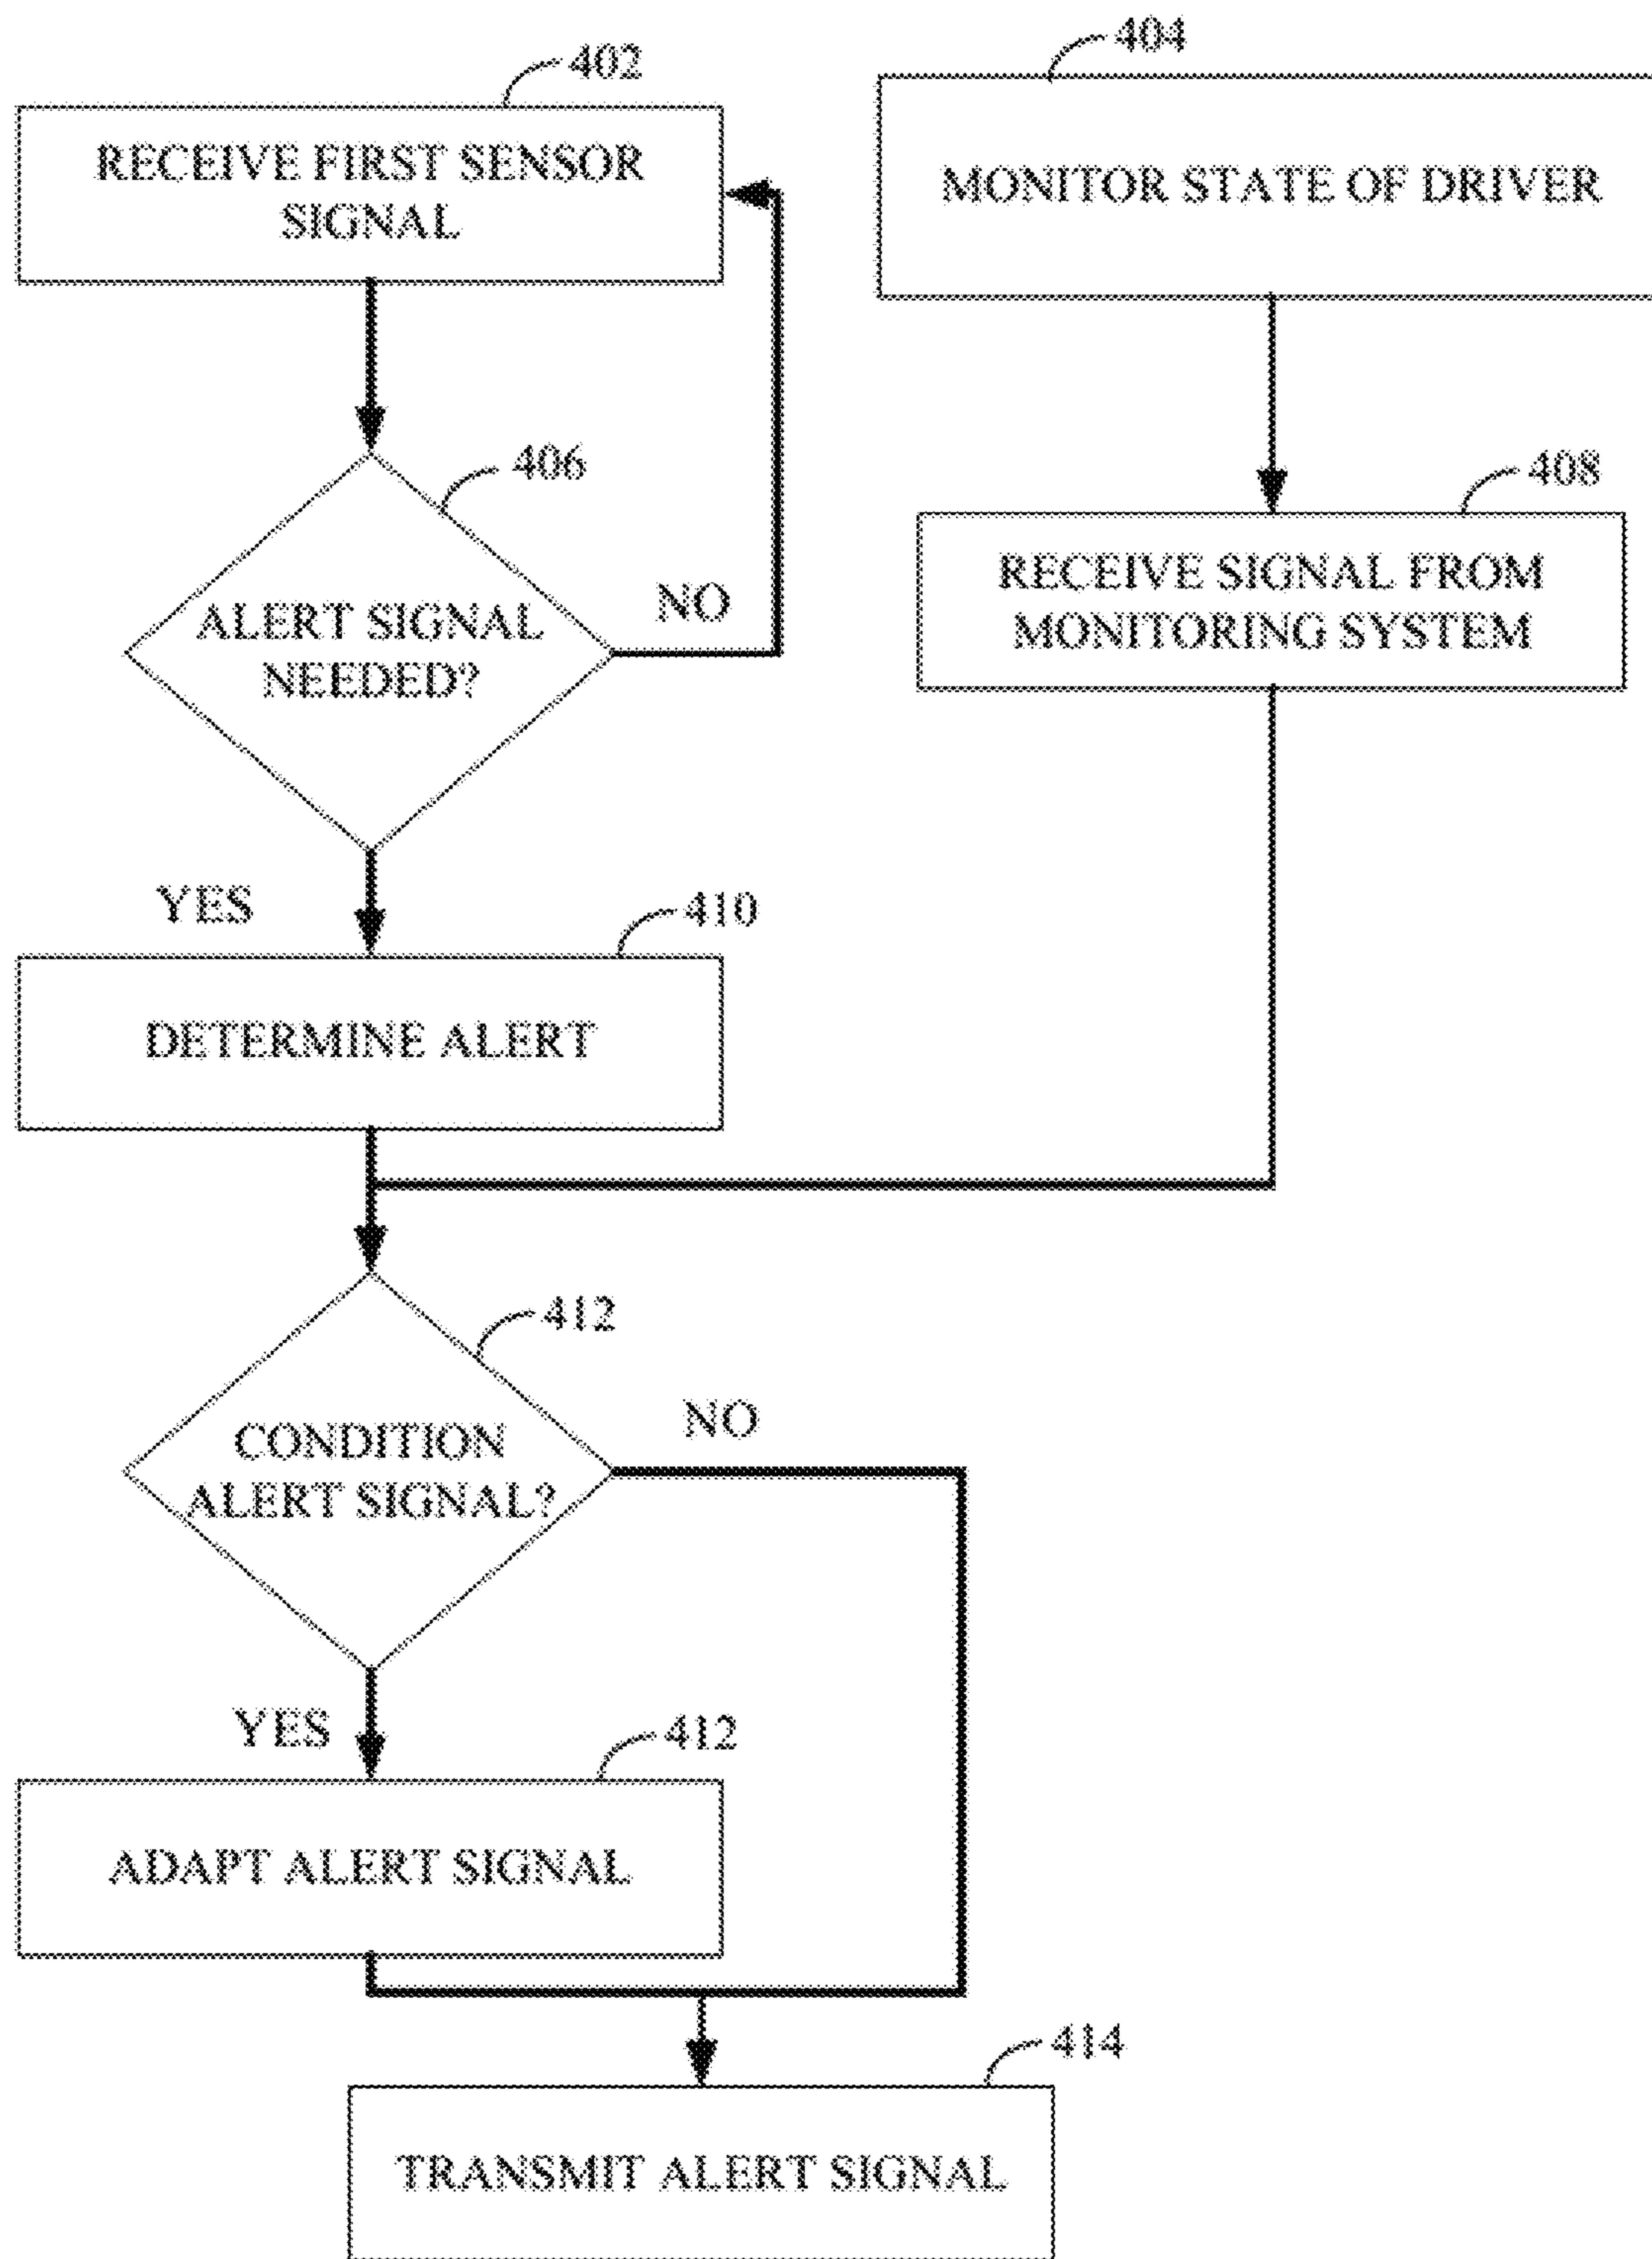 402
RECEIVE FIRST SENSOR
SIGNAL
404
MONITOR STATE OF DRIVER
406
ALERT SIGNAL
NEEDED?
NO
408
RECEIVE SIGNAL FROM
MONITORING SYSTEM
YES
410
DETERMINE ALERT
412
CONDITION
ALERT SIGNAL?
NO
YES
412
ADAPT ALERT SIGNAL
414
TRANSMIT ALERT SIGNAL